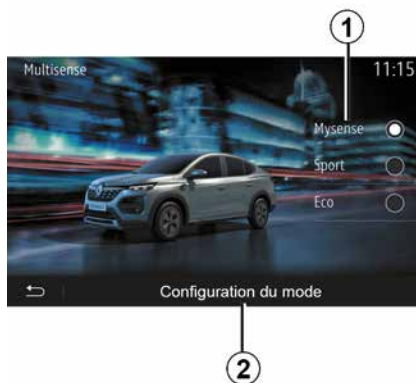 1
Multisense
11:15
Mysense
Sport
Eco
Configuration du mode
2